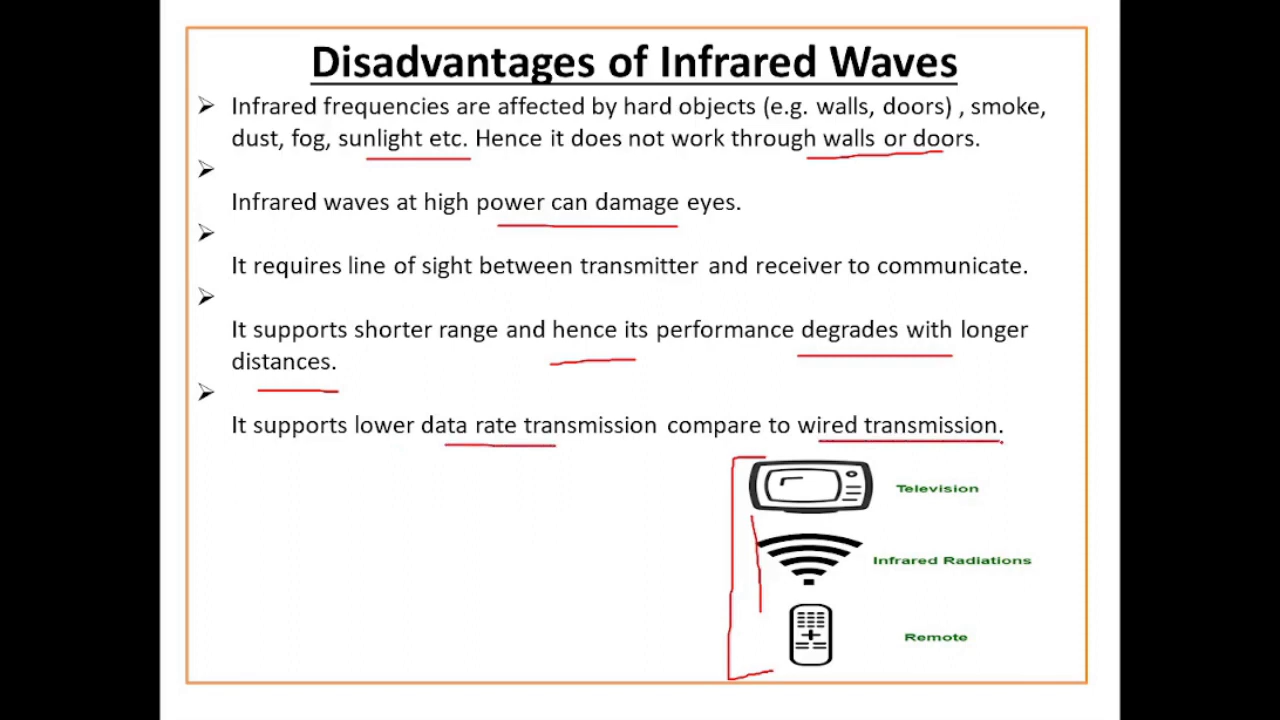 Disadvantages of Infrared Waves
➢ Infrared frequencies are affected by hard objects (e.g. walls, doors) , smoke,
dust, fog, sunlight etc. Hence it does not work through walls or doors.
➢
Infrared waves at high power can damage eyes.
➢
It requires line of sight between transmitter and receiver to communicate.
➢
It supports shorter range and hence its performance degrades with longer
distances.
➢
It supports lower data rate transmission compare to wired transmission.
Television
Infrared Radiations
Remote